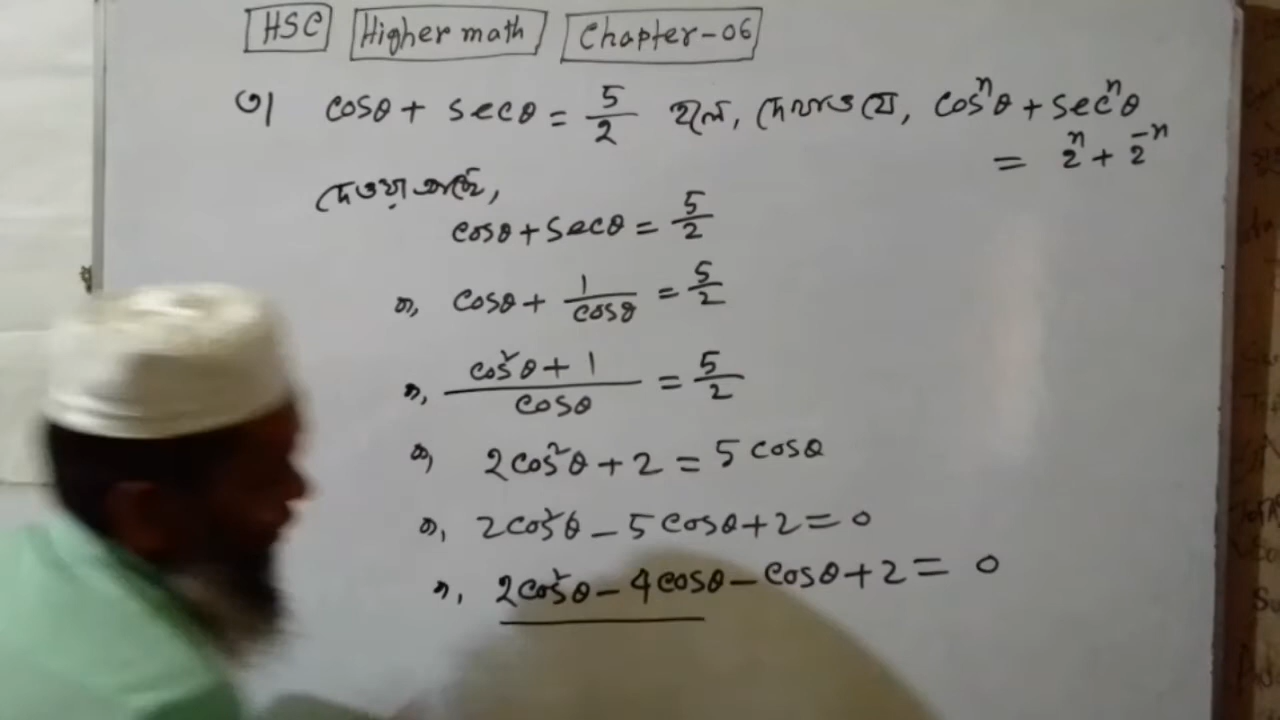 HSC Higher math Chapter-06
৩। cosθ + secθ = 5/2 হলে, দেখাও যে, cosⁿθ + secⁿθ
= 2ⁿ + 2⁻ⁿ
দেওয়া আছে,
cosθ + secθ = 5/2
বা, cosθ + 1/cosθ = 5/2
বা, cos²θ + 1/cosθ = 5/2
বা, 2cos²θ + 2 = 5 cosθ
বা, 2cos²θ - 5cosθ + 2 = 0
বা, 2cos²θ - 4cosθ - cosθ + 2 = 0